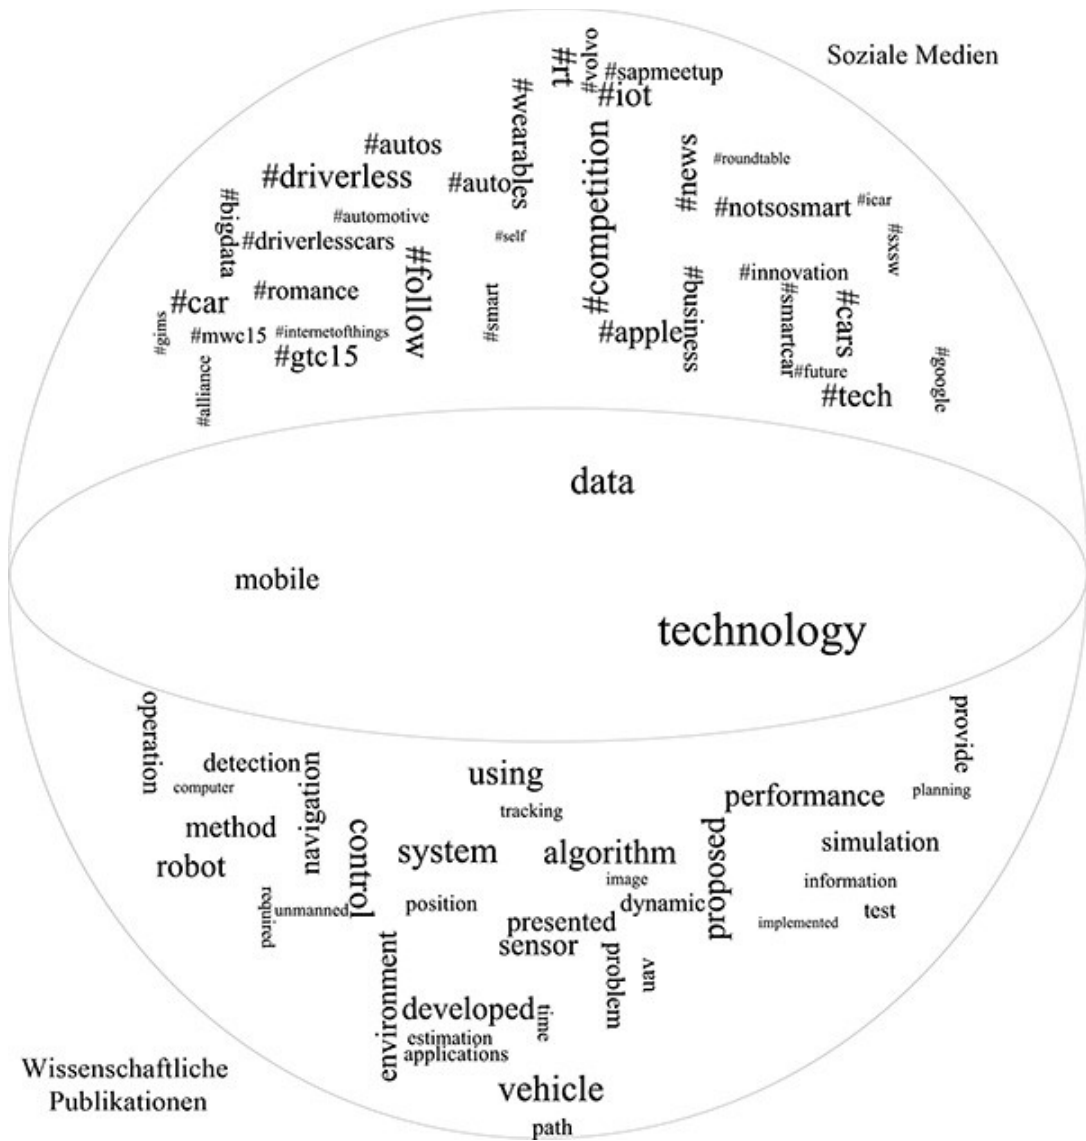 Soziale Medien
#rt
#volvo
#sapmeetup
#iot
#wearables
#autos
#driverless
#auto
#competition
#news
#roundtable
#notsosmart
#icar
#bigdata
#automotive
#driverlesscars
#self
#sxsw
#follow
#innovation
#romance
#car
#smart
#business
#smartcar
#cars
#gims
#mwc15
#internetofthings
#gtc15
#apple
#alliance
#future
#tech
#google
data
mobile
technology
operation
provide
detection
computer
navigation
using
tracking
performance
planning
method
robot
control
system
algorithm
image
proposed
simulation
information
required
unmanned
position
presented
dynamic
implemented
test
sensor
environment
problem
uav
developed
time
estimation
applications
vehicle
path
Wissenschaftliche
Publikationen